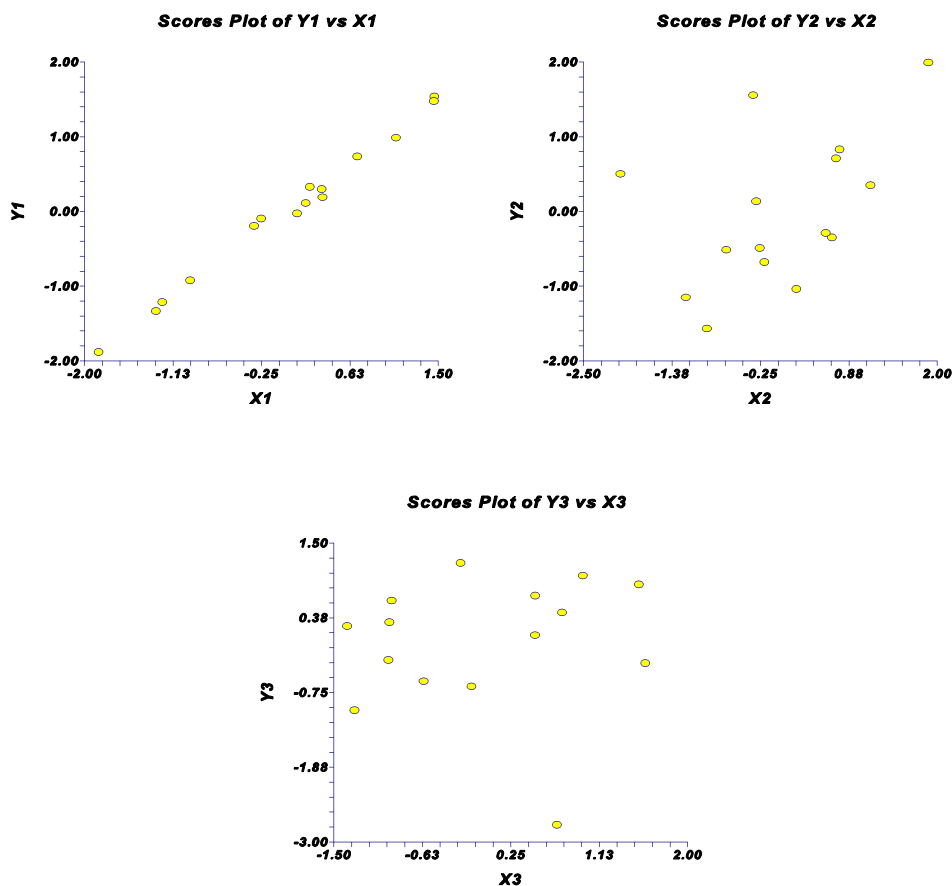 Scores Plot of Y1 vs X1
2.00
1.00
0.00
-1.00
-2.00
Y1
-2.00 -1.13 -0.25 0.63 1.50
X1
Scores Plot of Y2 vs X2
2.00
1.00
0.00
-1.00
-2.00
Y2
-2.50 -1.38 -0.25 0.88 2.00
X2
Scores Plot of Y3 vs X3
1.50
0.38
-0.75
-1.88
-3.00
Y3
-1.50 -0.63 0.25 1.13 2.00
X3